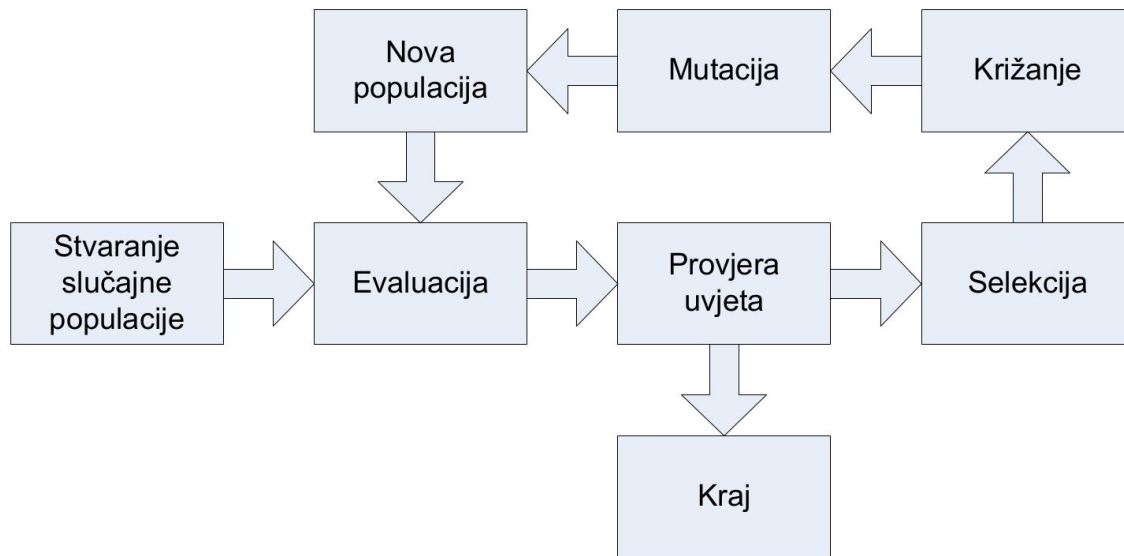 Nova
populacija
Mutacija
Križanje
Stvaranje
slučajne
populacije
Evaluacija
Provjera
uvjeta
Selekcija
Kraj